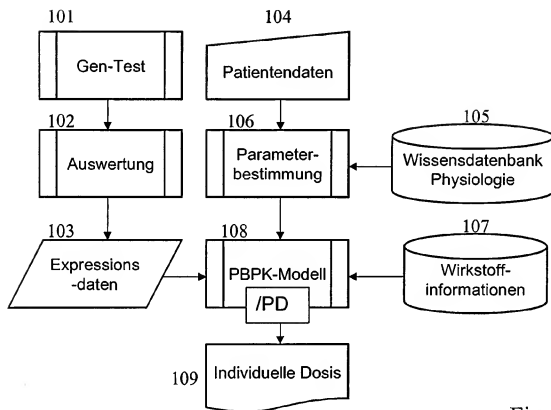 101
Gen-Test
104
Patientendaten
102
Auswertung
106
Parameter-
bestimmung
105
Wissensdatenbank
Physiologie
103
Expressions
-daten
108
PBPK-Modell
/PD
107
Wirkstoff-
informationen
109
Individuelle Dosis